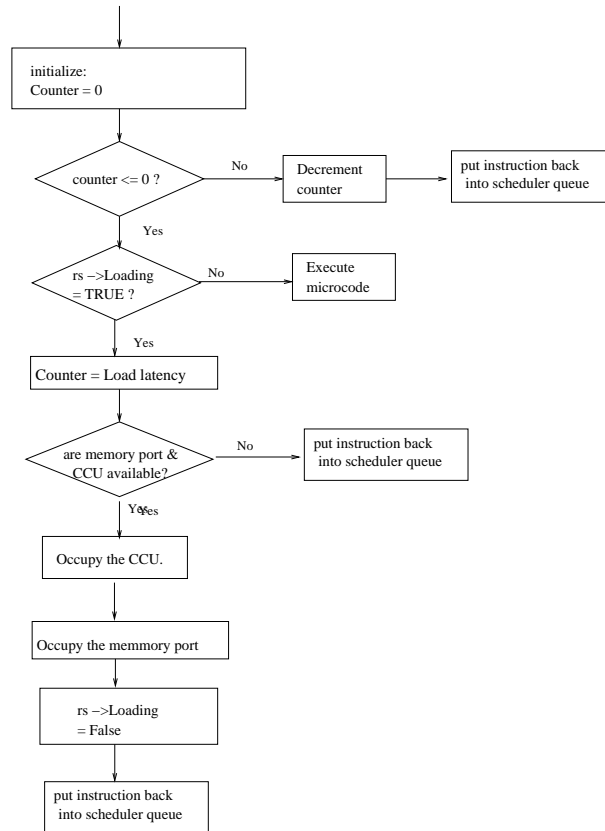 initialize:
Counter = 0
counter <= 0 ?
No
Decrement
counter
put instruction back
into scheduler queue
Yes
rs –>Loading
= TRUE ?
No
Execute
microcode
Yes
Counter = Load latency
are memory port &
CCU available?
No
put instruction back
into scheduler queue
Yes
Yes
Occupy the CCU.
Occupy the memmory port
rs –>Loading
= False
put instruction back
into scheduler queue